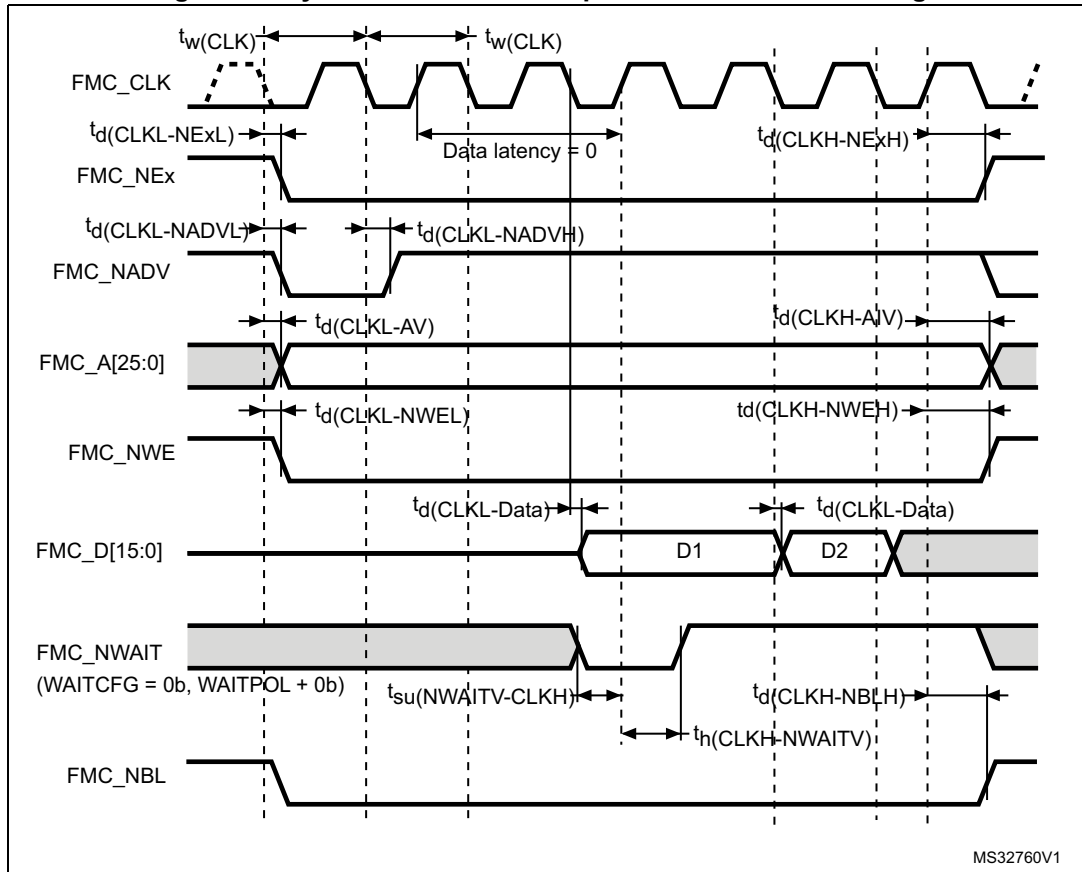 tw(CLK) tw(CLK)
FMC_CLK
td(CLKL-NExL) td(CLKH-NExH)
Data latency = 0
FMC_NEx
td(CLKL-NADVL) td(CLKL-NADVH)
FMC_NADV
td(CLKL-AV) td(CLKH-AIV)
FMC_A[25:0]
td(CLKL-NWEL) td(CLKH-NWEH)
FMC_NWE
td(CLKL-Data) td(CLKL-Data)
FMC_D[15:0] D1 D2
FMC_NWAIT
(WAITCFG = 0b, WAITPOL + 0b)
tsu(NWAITV-CLKH) td(CLKH-NBLH)
th(CLKH-NWAITV)
FMC_NBL
MS32760V1